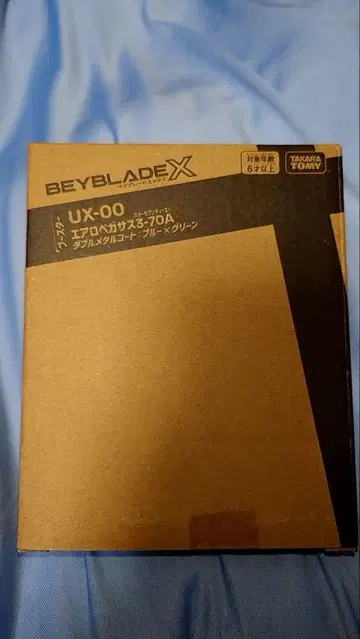 BEYBLADE X
ベイブレードエックス
対象年齢
6才以上
TAKARA
TOMY
ブースター
UX-00
スリーセブンティエー
エアロペガサス3-70A
ダブルメタルコート:ブルー×グリーン